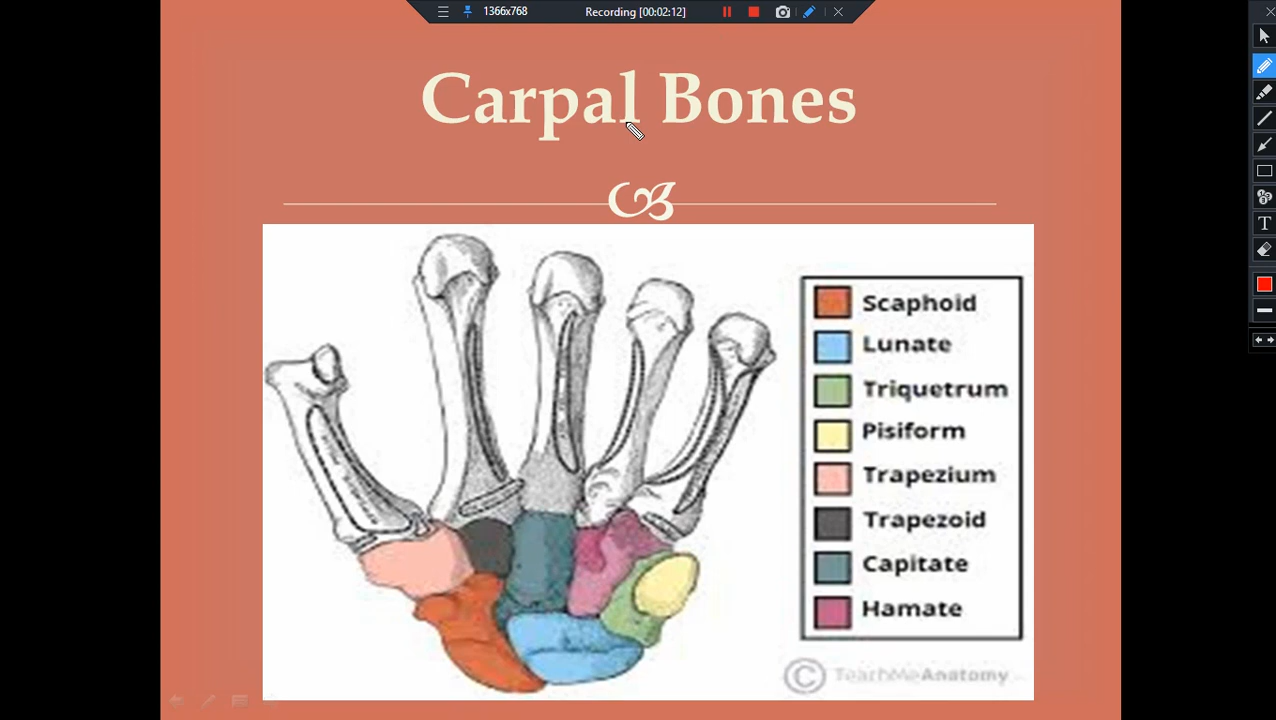 1366x768
Recording [00:02:12]
Carpal Bones
Scaphoid
Lunate
Triquetrum
Pisiform
Trapezium
Trapezoid
Capitate
Hamate
© TeachMeAnatomy
T